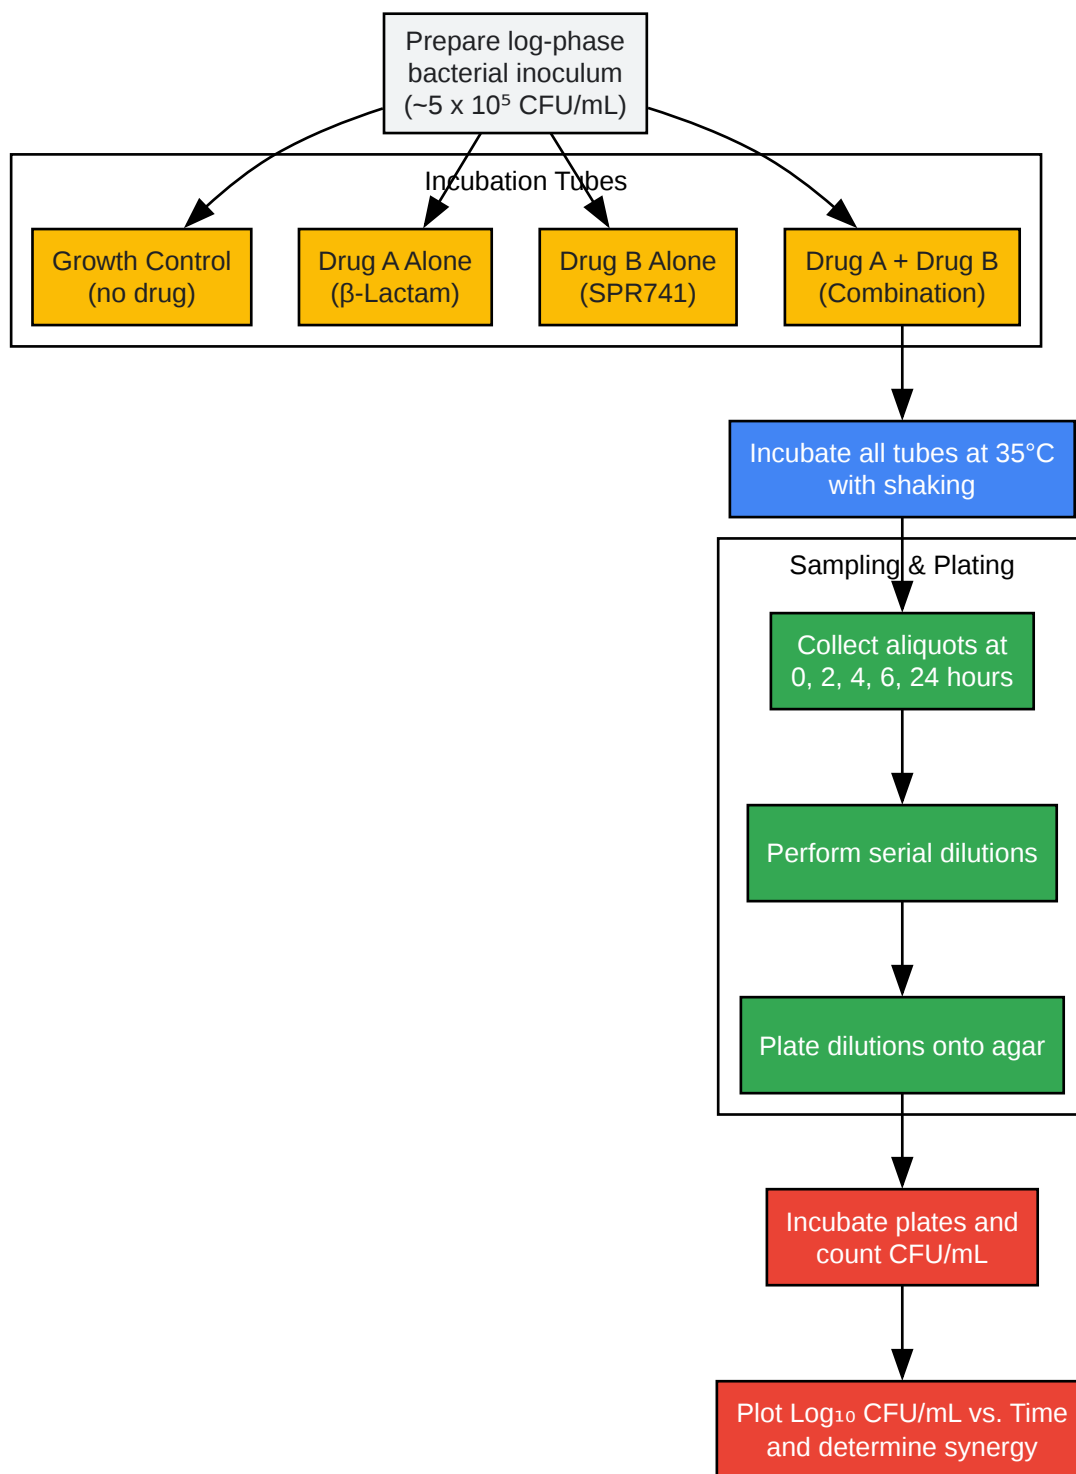 Prepare log-phase
bacterial inoculum
(~5 x 10⁵ CFU/mL)
Incubation Tubes
Growth Control
(no drug)
Drug A Alone
(β-Lactam)
Drug B Alone
(SPR741)
Drug A + Drug B
(Combination)
Incubate all tubes at 35°C
with shaking
Sampling & Plating
Collect aliquots at
0, 2, 4, 6, 24 hours
Perform serial dilutions
Plate dilutions onto agar
Incubate plates and
count CFU/mL
Plot Log₁₀ CFU/mL vs. Time
and determine synergy